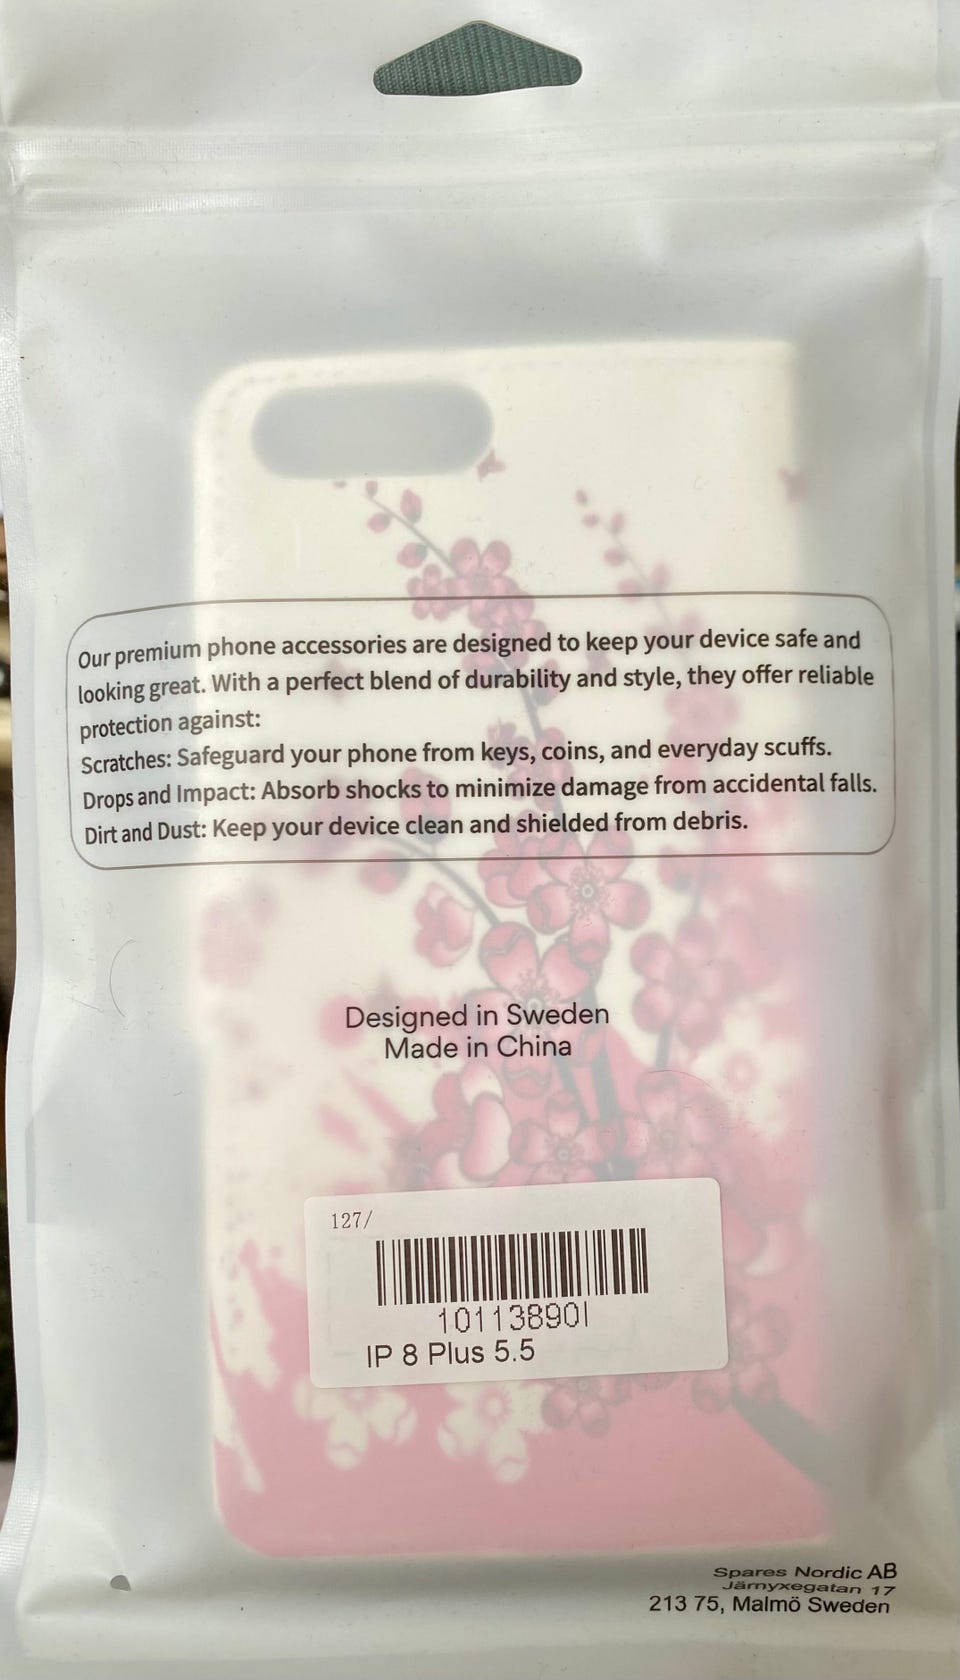 Our premium phone accessories are designed to keep your device safe and
looking great. With a perfect blend of durability and style, they offer reliable
protection against:
Scratches: Safeguard your phone from keys, coins, and everyday scuffs.
Drops and Impact: Absorb shocks to minimize damage from accidental falls.
Dirt and Dust: Keep your device clean and shielded from debris.
Designed in Sweden
Made in China
127/
10113890I
IP 8 Plus 5.5
Spares Nordic AB
Järnyxegatan 17
213 75, Malmö Sweden